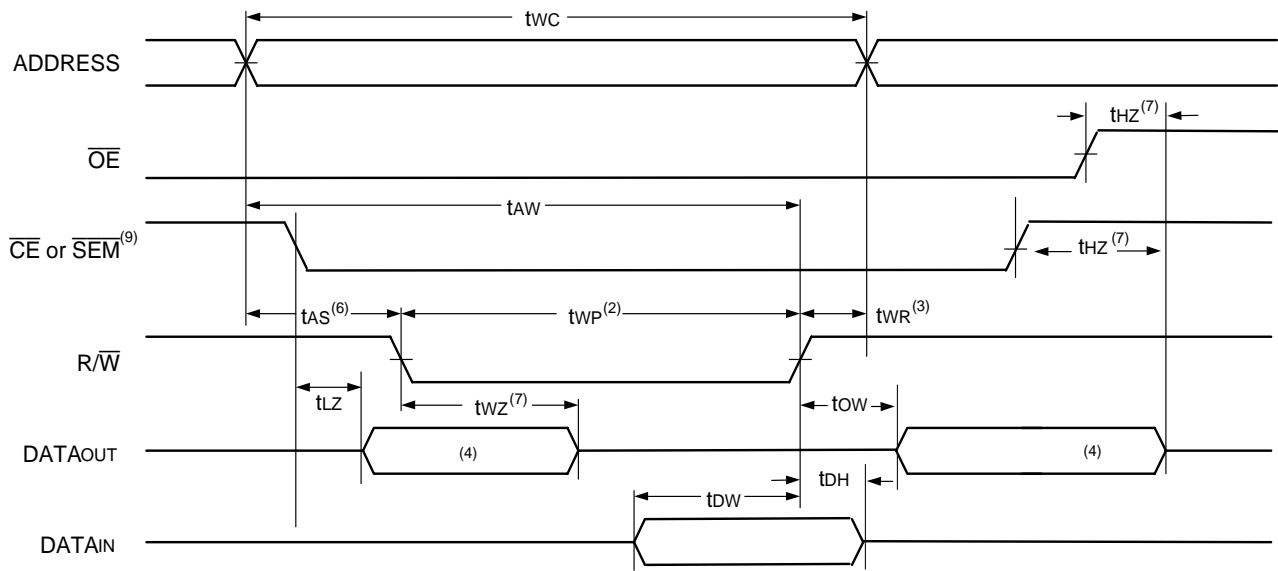 tWC
ADDRESS
tHZ(7)
OE
tAW
CE or SEM(9)
tHZ(7)
tAS(6)
tWP(2)
tWR(3)
R/W
tLZ
tWZ(7)
tOW
DATAOUT
(4)
(4)
tDW
tDH
DATAIN